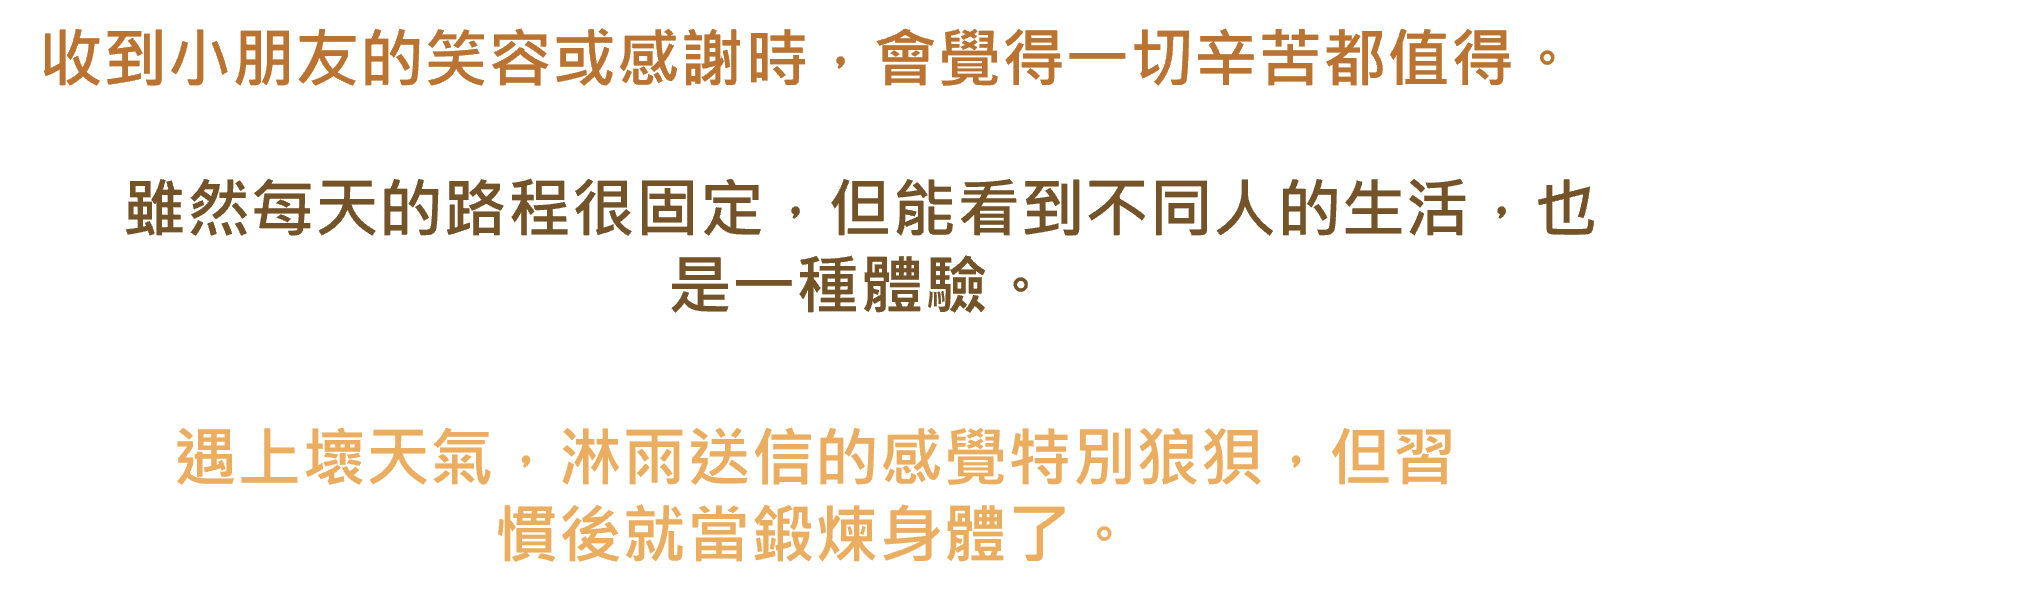 收到小朋友的笑容或感謝時，會覺得一切辛苦都值得。
雖然每天的路程很固定，但能看到不同人的生活，也
是一種體驗。
遇上壞天氣，淋雨送信的感覺特別狼狽，但習
慣後就當鍛煉身體了。